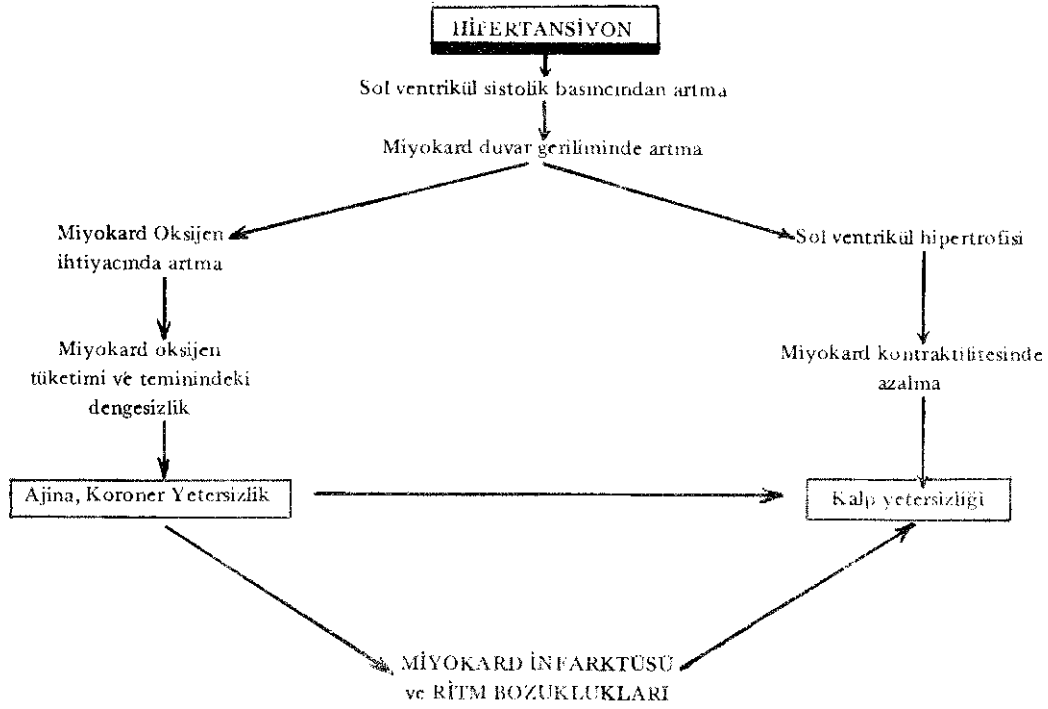 HİPERTANSİYON
Sol ventrikül sistolik basıncından artma
Miyokard duvar geriliminde artma
Miyokard Oksijen
ihtiyacında artma
Sol ventrikül hipertrofisi
Miyokard oksijen
tüketimi ve teminindeki
dengesizlik
Miyokard kontraktilitesinde
azalma
Ajina, Koroner Yetersizlik
Kalp yetersizliği
MİYOKARD İNFARKTÜSÜ
ve RİTM BOZUKLUKLARI